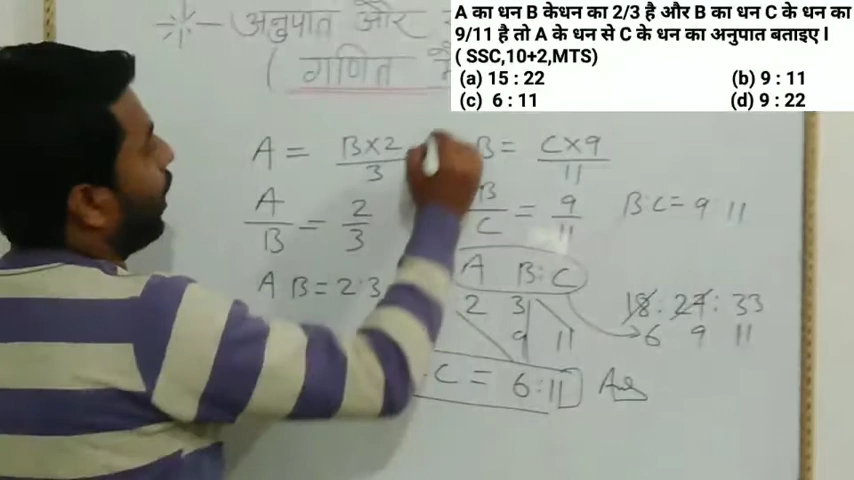 A का धन B केधन का 2/3 है और B का धन C के धन का
9/11 है तो A के धन से C के धन का अनुपात बताइए I
( SSC,10+2,MTS)
(a) 15 : 22 (b) 9 : 11
(c) 6 : 11 (d) 9 : 22
अनुपात और
( गणित
A = B×2/3 B = C×9/11
A/B = 2/3 B/C = 9/11 B C = 9 11
A B = 2:3 A B:C
2 3 18: 27: 33
9 11 6 9 11
C = 6:11 Ans